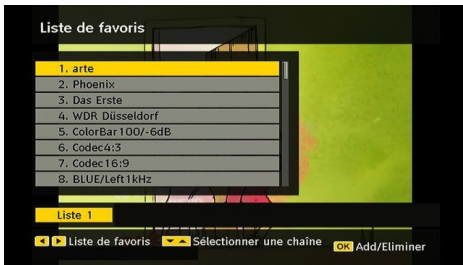 Liste de favoris
1. arte
2. Phoenix
3. Das Erste
4. WDR Düsseldorf
5. ColorBar100/-6dB
6. Codec4:3
7. Codec16:9
8. BLUE/Left1kHz
Liste 1
Liste de favoris Sélectionner une chaîne OK Add/Eliminer